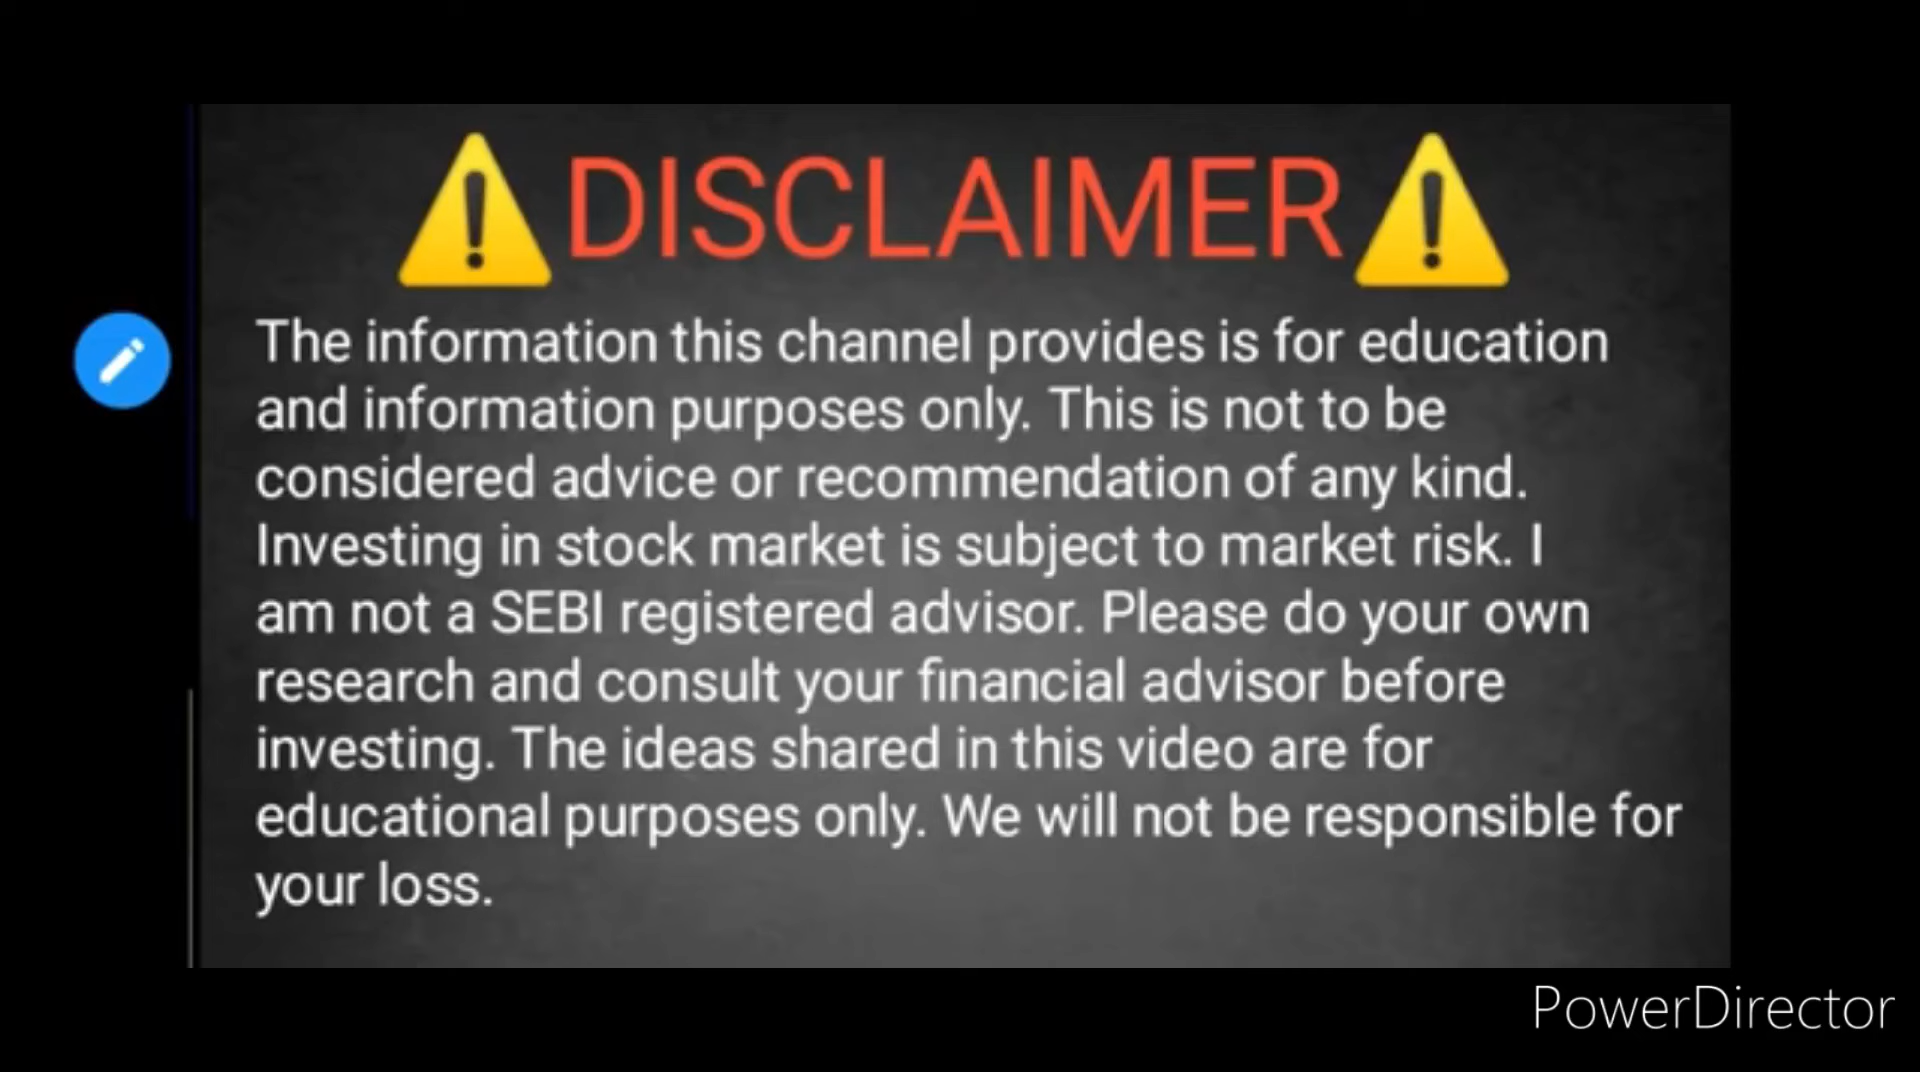 ⚠️DISCLAIMER⚠️
The information this channel provides is for education
and information purposes only. This is not to be
considered advice or recommendation of any kind.
Investing in stock market is subject to market risk. I
am not a SEBI registered advisor. Please do your own
research and consult your financial advisor before
investing. The ideas shared in this video are for
educational purposes only. We will not be responsible for
your loss.
PowerDirector